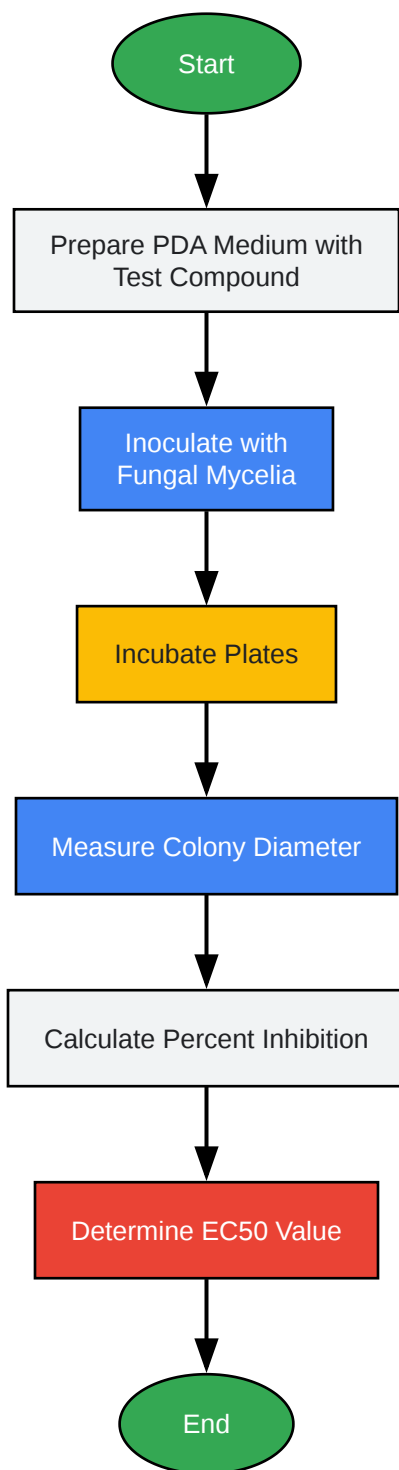 Start
Prepare PDA Medium with
Test Compound
Inoculate with
Fungal Mycelia
Incubate Plates
Measure Colony Diameter
Calculate Percent Inhibition
Determine EC50 Value
End